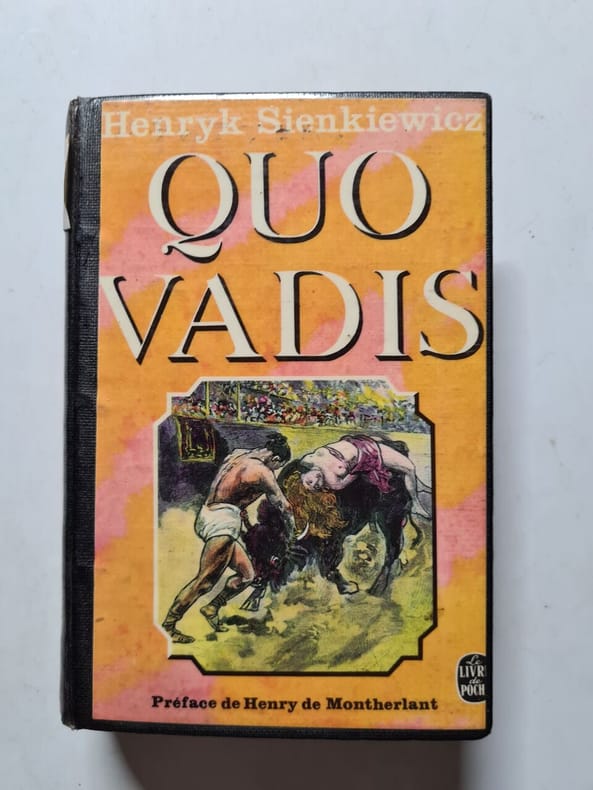 Henryk Sienkiewicz
QUO
VADIS
Préface de Henry de Montherlant
Le
LIVRE
de
POCHE